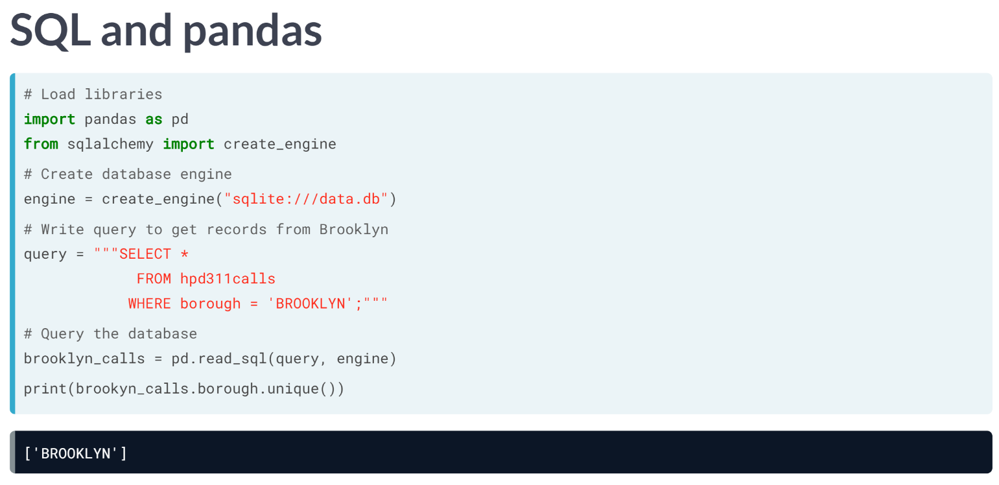 SQL and pandas
# Load libraries
import pandas as pd
from sqlalchemy import create_engine
# Create database engine
engine = create_engine("sqlite:///data.db")
# Write query to get records from Brooklyn
query = """SELECT *
             FROM hpd311calls
            WHERE borough = 'BROOKLYN';"""
# Query the database
brooklyn_calls = pd.read_sql(query, engine)
print(brookyn_calls.borough.unique())
['BROOKLYN']